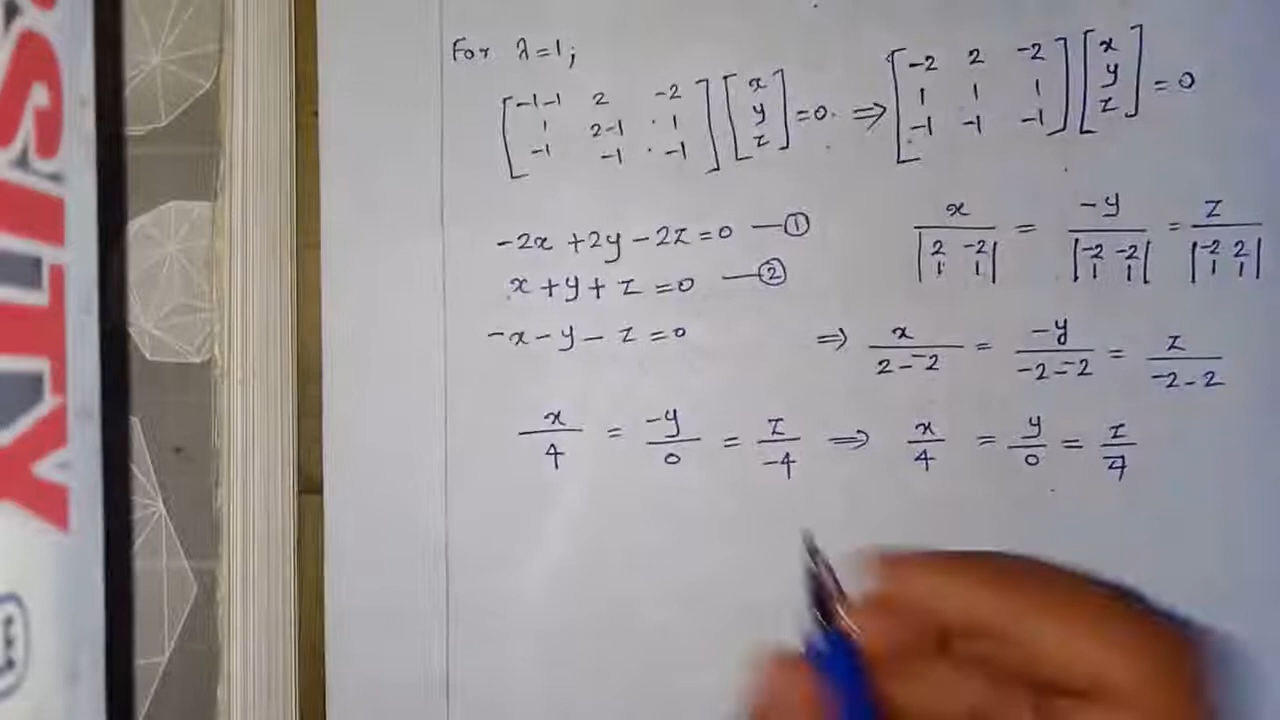 For λ=1;
[-1-1 2 -2; 1 2-1 1; -1 -1 -1] [x; y; z] =0. ⇒ [-2 2 -2; 1 1 1; -1 -1 -1] [x; y; z] =0
-2x +2y -2z =0 —①
x+y+z =0 —②
-x-y-z =0
x/|2 -2; 1 1| = -y/|-2 -2; 1 1| = z/|-2 2; 1 1|
⇒ x/(2--2) = -y/(-2--2) = z/(-2-2)
x/4 = -y/0 = z/-4 ⇒ x/4 = y/0 = z/-4
SITY